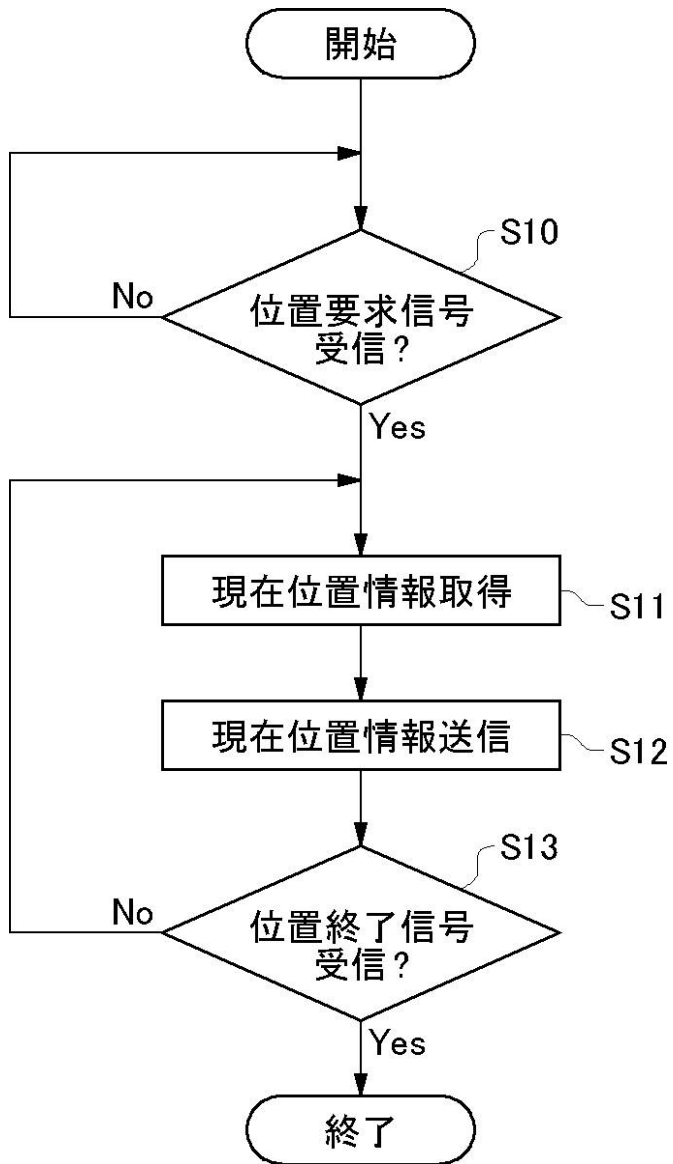 開始
S10
No
位置要求信号
受信?
Yes
現在位置情報取得
S11
現在位置情報送信
S12
S13
No
位置終了信号
受信?
Yes
終了